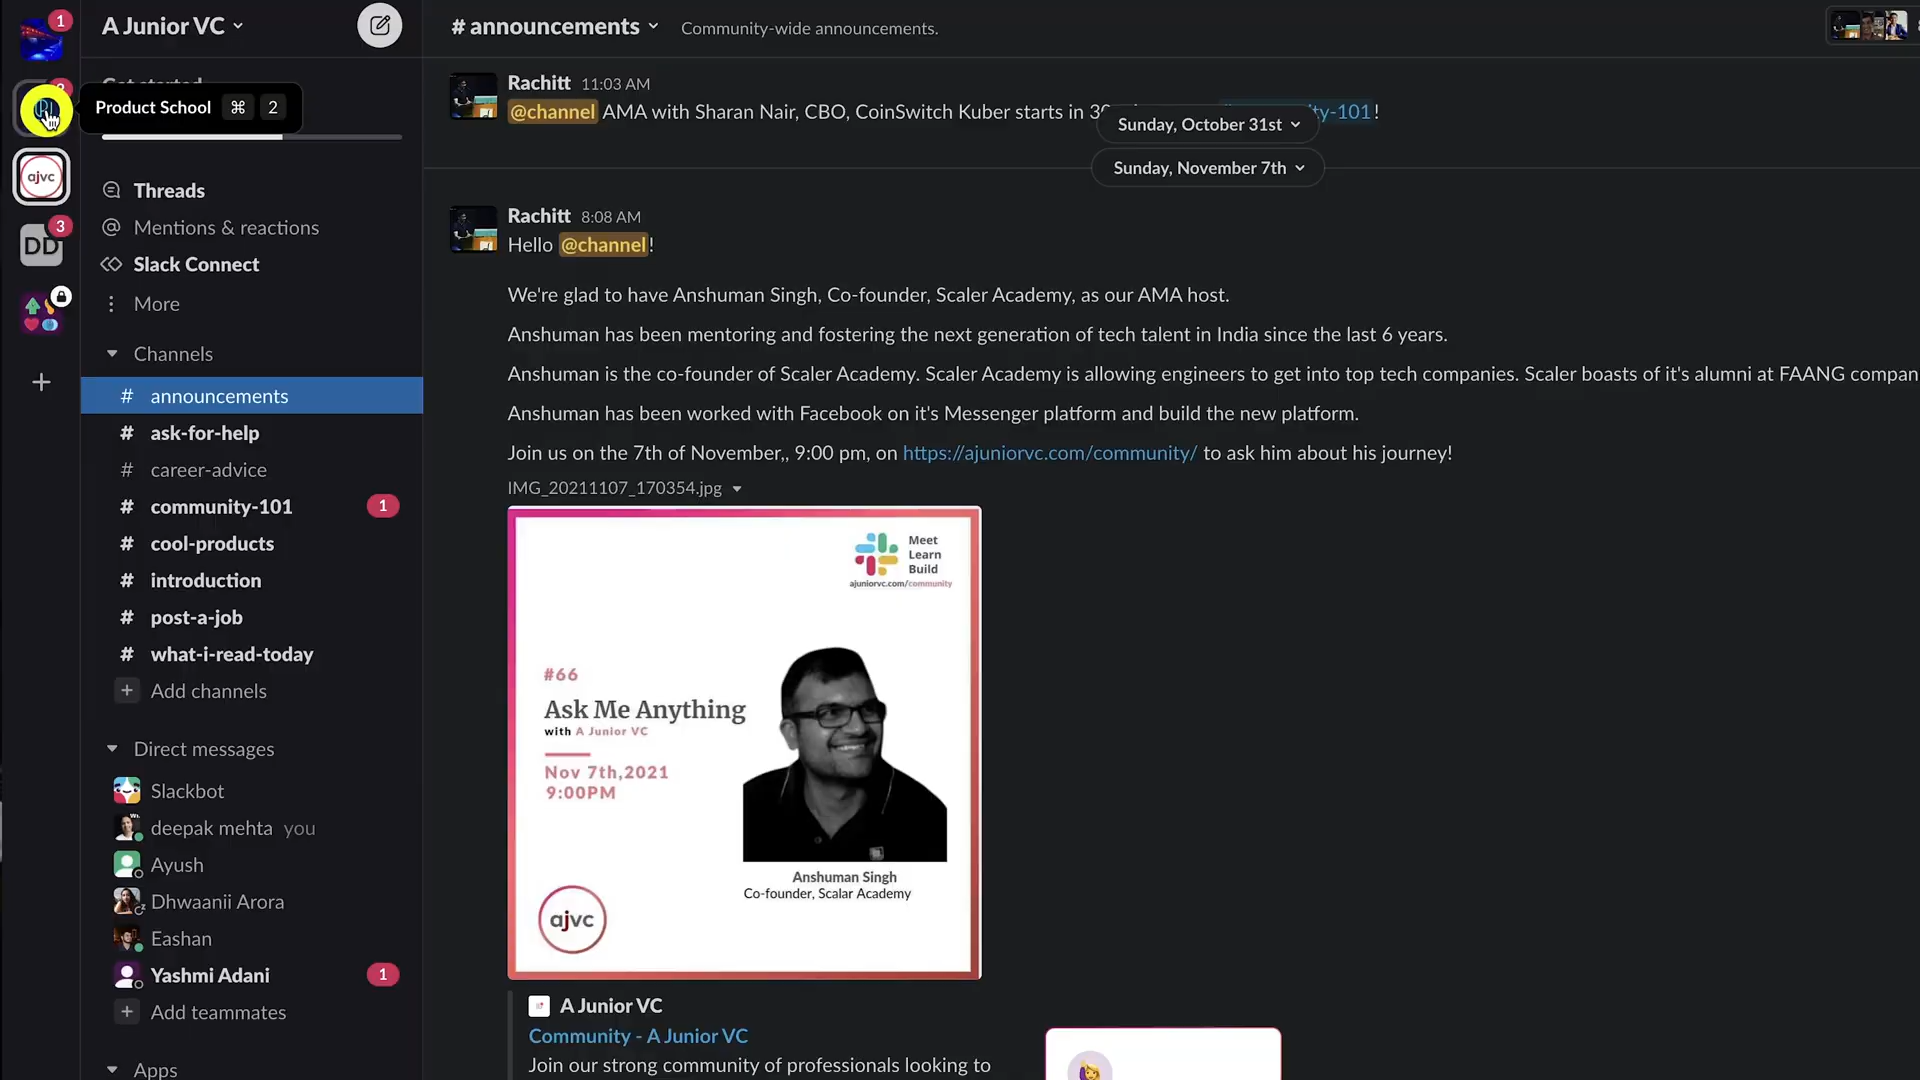 1
A Junior VC
# announcements
Community-wide announcements.
Get started
Product School ⌘ 2
ajvc
3
DD
Threads
Mentions & reactions
Slack Connect
More
Channels
# announcements
# ask-for-help
# career-advice
# community-101 1
# cool-products
# introduction
# post-a-job
# what-i-read-today
+ Add channels
Direct messages
Slackbot
deepak mehta you
Ayush
Dhwaanii Arora
Eashan
Yashmi Adani 1
+ Add teammates
Apps
Rachitt 11:03 AM
@channel AMA with Sharan Nair, CBO, CoinSwitch Kuber starts in 30 ty-101!
Sunday, October 31st
Sunday, November 7th
Rachitt 8:08 AM
Hello @channel!
We're glad to have Anshuman Singh, Co-founder, Scaler Academy, as our AMA host.
Anshuman has been mentoring and fostering the next generation of tech talent in India since the last 6 years.
Anshuman is the co-founder of Scaler Academy. Scaler Academy is allowing engineers to get into top tech companies. Scaler boasts of it's alumni at FAANG compan
Anshuman has been worked with Facebook on it's Messenger platform and build the new platform.
Join us on the 7th of November,, 9:00 pm, on https://ajuniorvc.com/community/ to ask him about his journey!
IMG_20211107_170354.jpg
Meet
Learn
Build
ajuniorvc.com/community
#66
Ask Me Anything
with A Junior VC
Nov 7th,2021
9:00PM
Anshuman Singh
Co-founder, Scalar Academy
ajvc
A Junior VC
Community - A Junior VC
Join our strong community of professionals looking to